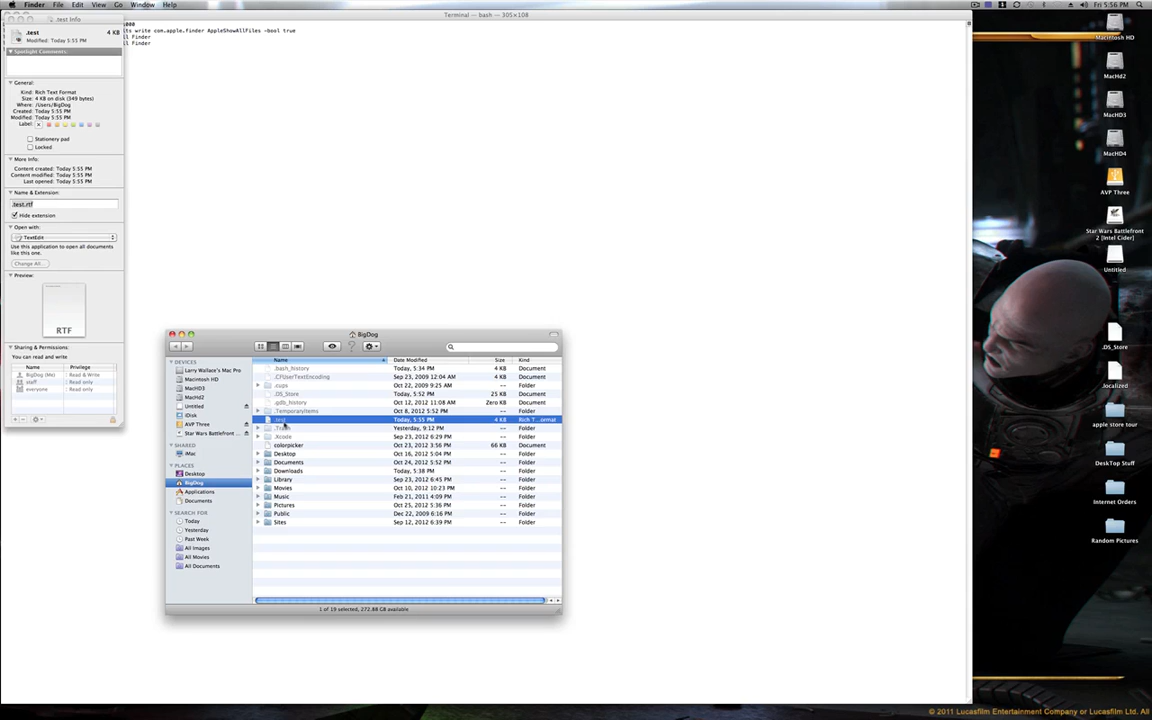 Finder File Edit View Go Window Help
Fri 5:56 PM
Terminal — bash — 305×108
.test Info
.test 4 KB
Modified: Today 5:55 PM
Spotlight Comments:
General:
Kind: Rich Text Format
Size: 4 KB on disk (349 bytes)
Where: /Users/BigDog
Created: Today 5:55 PM
Modified: Today 5:55 PM
Label:
Stationery pad
Locked
More Info:
Content created: Today 5:55 PM
Content modified: Today 5:55 PM
Last opened: Today 5:55 PM
Name & Extension:
.test.rtf
Hide extension
Open with:
TextEdit
Use this application to open all documents
like this one.
Change All...
Preview:
RTF
Sharing & Permissions:
You can read and write
Name Privilege
BigDog (Me) Read & Write
staff Read only
everyone Read only
000
lts write com.apple.finder AppleShowAllFiles -bool true
ll Finder
ll Finder
BigDog
DEVICES
Larry Wallace's Mac Pro
Macintosh HD
MacHD3
MacHd2
Untitled
iDisk
AVP Three
Star Wars Battlefront ...
SHARED
iMac
PLACES
Desktop
BigDog
Applications
Documents
SEARCH FOR
Today
Yesterday
Past Week
All Images
All Movies
All Documents
Name Date Modified Size Kind
.bash_history Today, 5:34 PM 4 KB Document
.CFUserTextEncoding Sep 23, 2009 12:04 AM 4 KB Document
.cups Oct 22, 2009 9:25 AM -- Folder
.DS_Store Today, 5:52 PM 25 KB Document
.gdb_history Oct 12, 2012 11:08 AM Zero KB Document
.TemporaryItems Oct 8, 2012 5:52 PM -- Folder
.test Today, 5:55 PM 4 KB Rich T...ormat
.Trash Yesterday, 9:12 PM -- Folder
.Xcode Sep 23, 2012 6:29 PM -- Folder
colorpicker Oct 23, 2012 3:56 PM 66 KB Document
Desktop Oct 16, 2012 5:04 PM -- Folder
Documents Oct 24, 2012 5:52 PM -- Folder
Downloads Today, 5:38 PM -- Folder
Library Sep 23, 2012 4:59 PM -- Folder
Movies Oct 10, 2012 10:23 PM -- Folder
Music Feb 21, 2011 4:09 PM -- Folder
Pictures Oct 25, 2012 5:36 PM -- Folder
Public Dec 22, 2009 6:16 PM -- Folder
Sites Sep 12, 2012 6:39 PM -- Folder
1 of 19 selected, 272.88 GB available
Macintosh HD
MacHd2
MacHD3
MacHD4
AVP Three
Star Wars Battlefront
2 [Intel Cider]
Untitled
.DS_Store
.localized
apple store tour
DeskTop Stuff
Internet Orders
Random Pictures
© 2011 Lucasfilm Entertainment Company or Lucasfilm Ltd. All